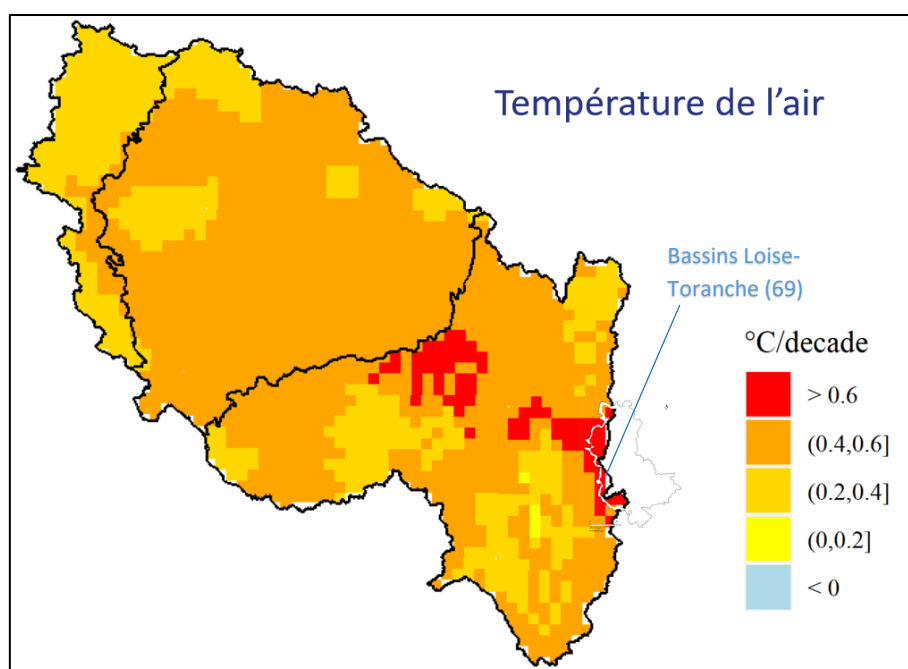 Température de l'air
Bassins Loise-
Toranche (69)
°C/decade
> 0.6
(0.4,0.6]
(0.2,0.4]
(0,0.2]
< 0